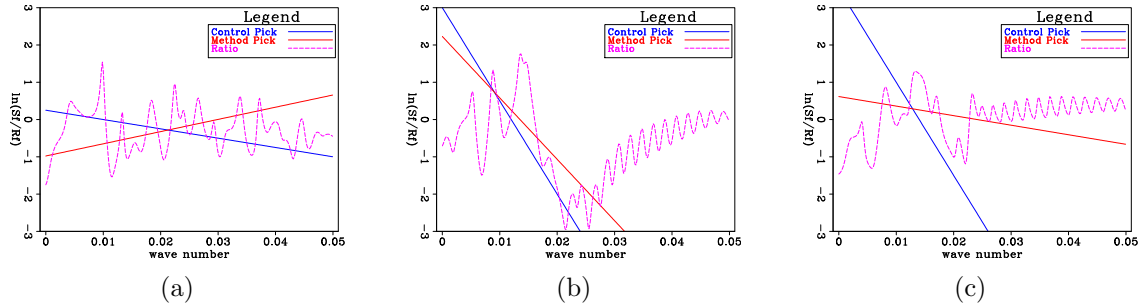 Legend
Control Pick
Method Pick
Ratio
3
2
1
0
−1
−2
−3
ln(Sf/Rf)
0 0.01 0.02 0.03 0.04 0.05
wave number
(a)
Legend
Control Pick
Method Pick
Ratio
3
2
1
0
−1
−2
−3
ln(Sf/Rf)
0 0.01 0.02 0.03 0.04 0.05
wave number
(b)
Legend
Control Pick
Method Pick
Ratio
3
2
1
0
−1
−2
−3
ln(Sf/Rf)
0 0.01 0.02 0.03 0.04 0.05
wave number
(c)